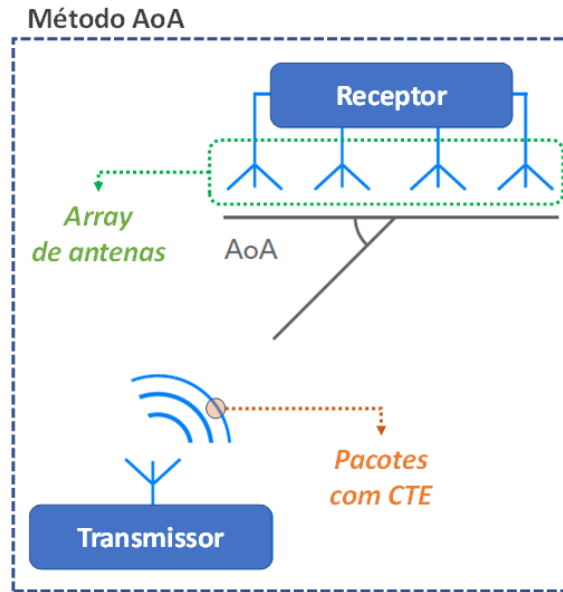 Método AoA
Receptor
Array
de antenas
AoA
Pacotes
com CTE
Transmissor